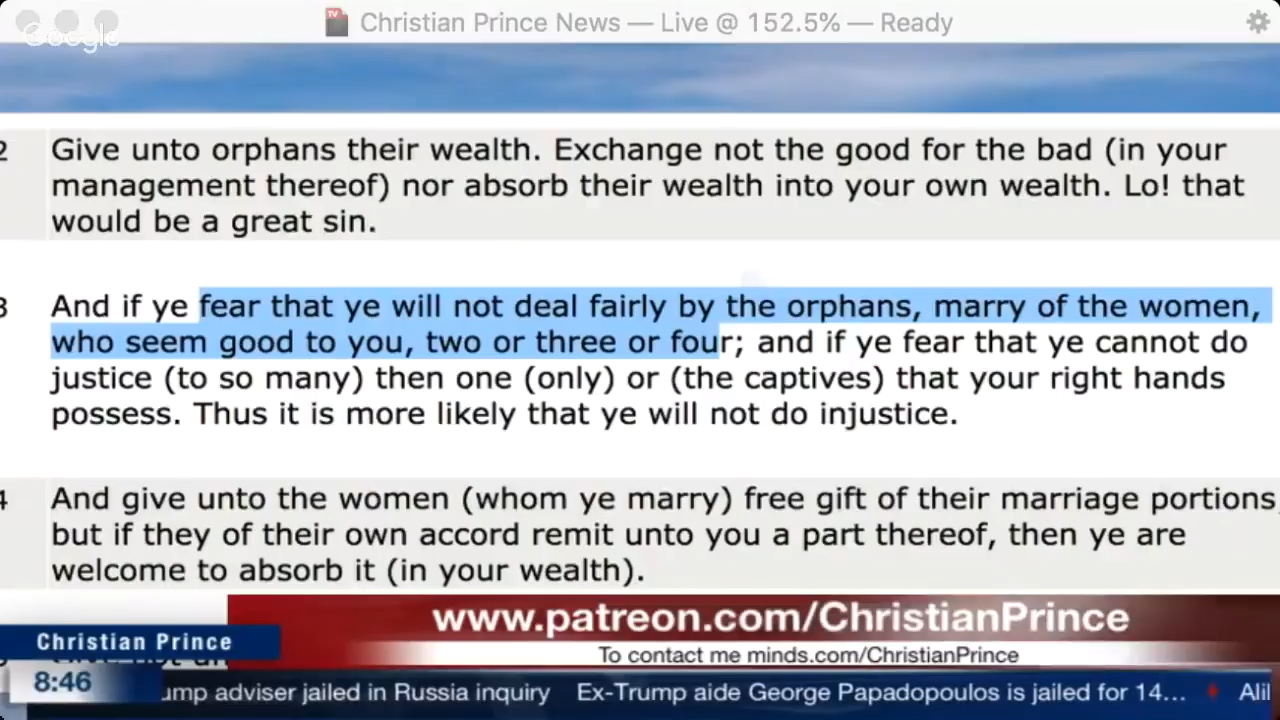 Christian Prince News — Live @ 152.5% — Ready
Google
2 Give unto orphans their wealth. Exchange not the good for the bad (in your
management thereof) nor absorb their wealth into your own wealth. Lo! that
would be a great sin.
3 And if ye fear that ye will not deal fairly by the orphans, marry of the women,
who seem good to you, two or three or four; and if ye fear that ye cannot do
justice (to so many) then one (only) or (the captives) that your right hands
possess. Thus it is more likely that ye will not do injustice.
4 And give unto the women (whom ye marry) free gift of their marriage portions,
but if they of their own accord remit unto you a part thereof, then ye are
welcome to absorb it (in your wealth).
www.patreon.com/ChristianPrince
Christian Prince
To contact me minds.com/ChristianPrince
8:46
ump adviser jailed in Russia inquiry Ex-Trump aide George Papadopoulos is jailed for 14... Alil